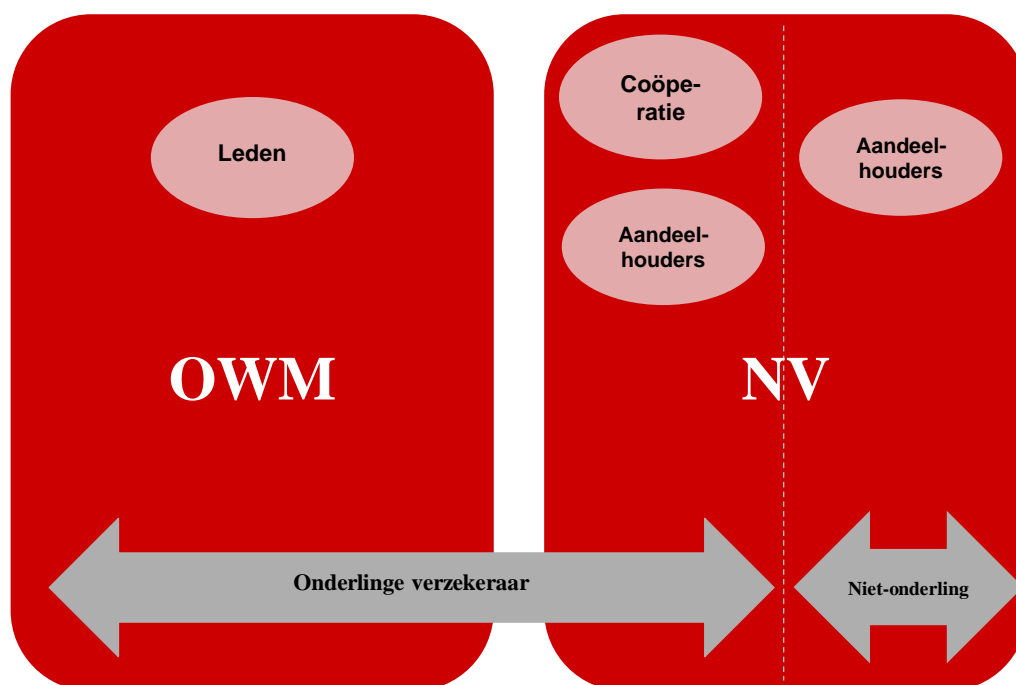 Leden
OWM
Coöpe-
ratie
Aandeel-
houders
Aandeel-
houders
NV
Onderlinge verzekeraar
Niet-onderling